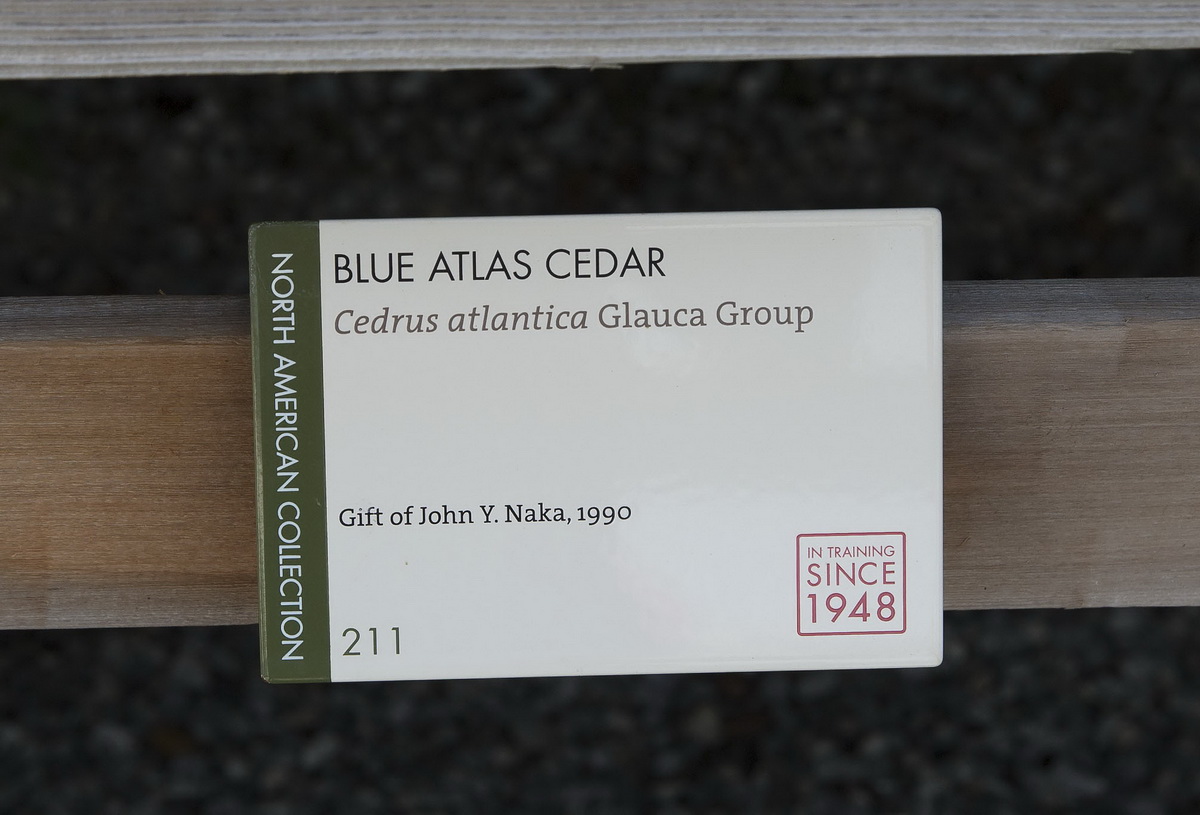 NORTH AMERICAN COLLECTION
BLUE ATLAS CEDAR
Cedrus atlantica Glauca Group
Gift of John Y. Naka, 1990
211
IN TRAINING
SINCE
1948